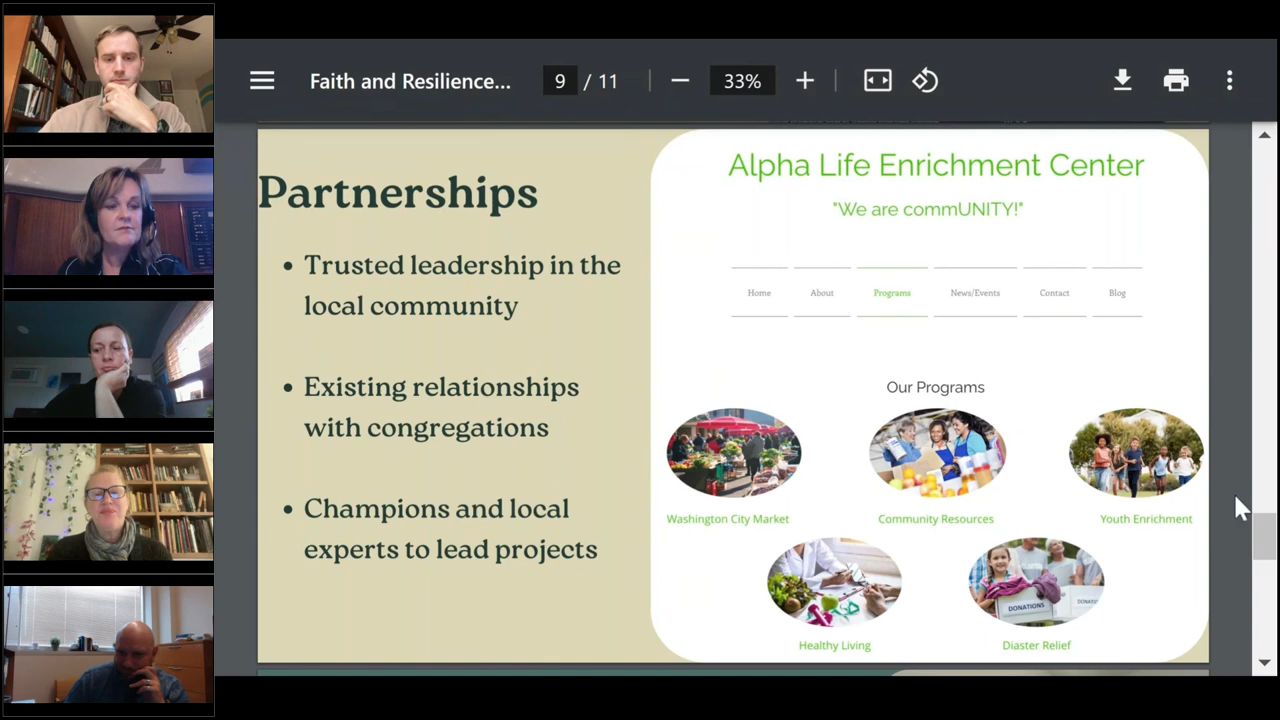 Faith and Resilience...
9 / 11
33%
Partnerships
• Trusted leadership in the
local community
• Existing relationships
with congregations
• Champions and local
experts to lead projects
Alpha Life Enrichment Center
"We are commUNITY!"
Home About Programs News/Events Contact Blog
Our Programs
Washington City Market Community Resources Youth Enrichment
DONATIONS
Healthy Living Diaster Relief